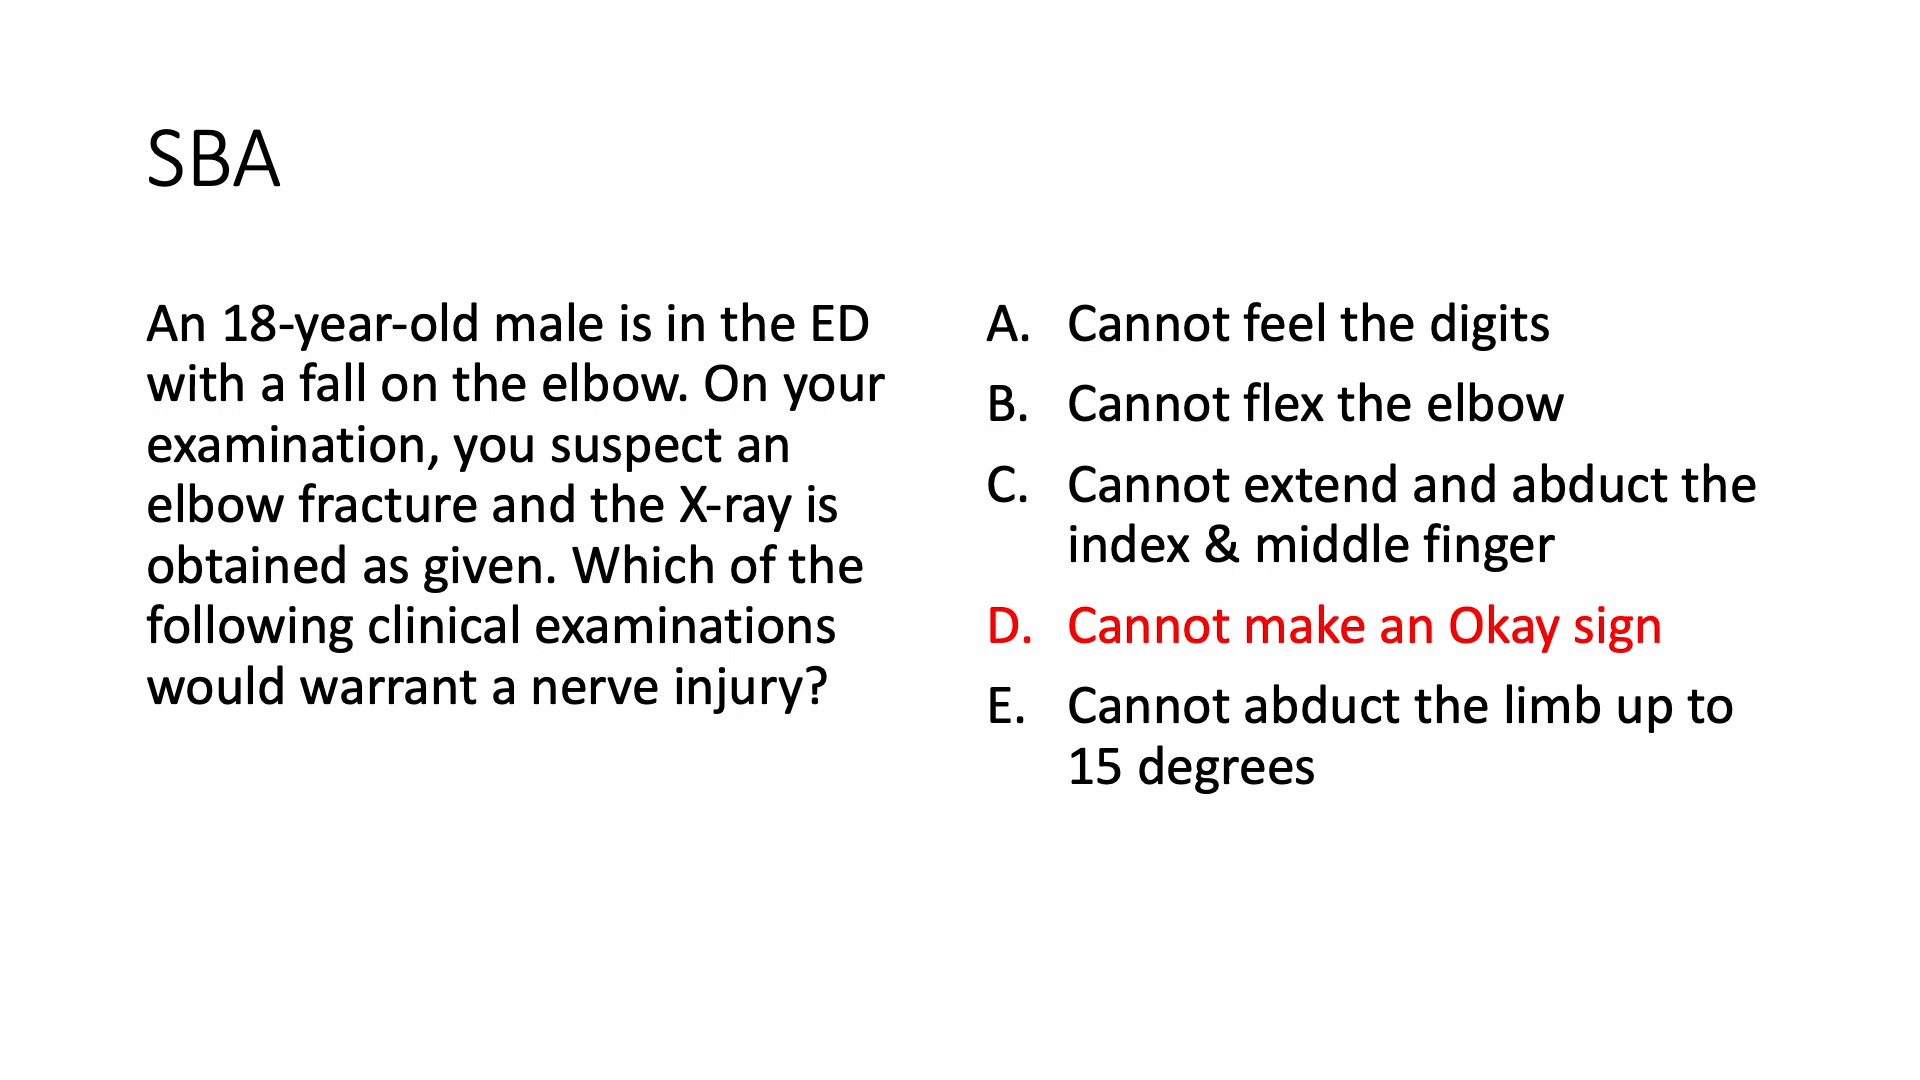 SBA
An 18-year-old male is in the ED
with a fall on the elbow. On your
examination, you suspect an
elbow fracture and the X-ray is
obtained as given. Which of the
following clinical examinations
would warrant a nerve injury?
A. Cannot feel the digits
B. Cannot flex the elbow
C. Cannot extend and abduct the
index & middle finger
D. Cannot make an Okay sign
E. Cannot abduct the limb up to
15 degrees